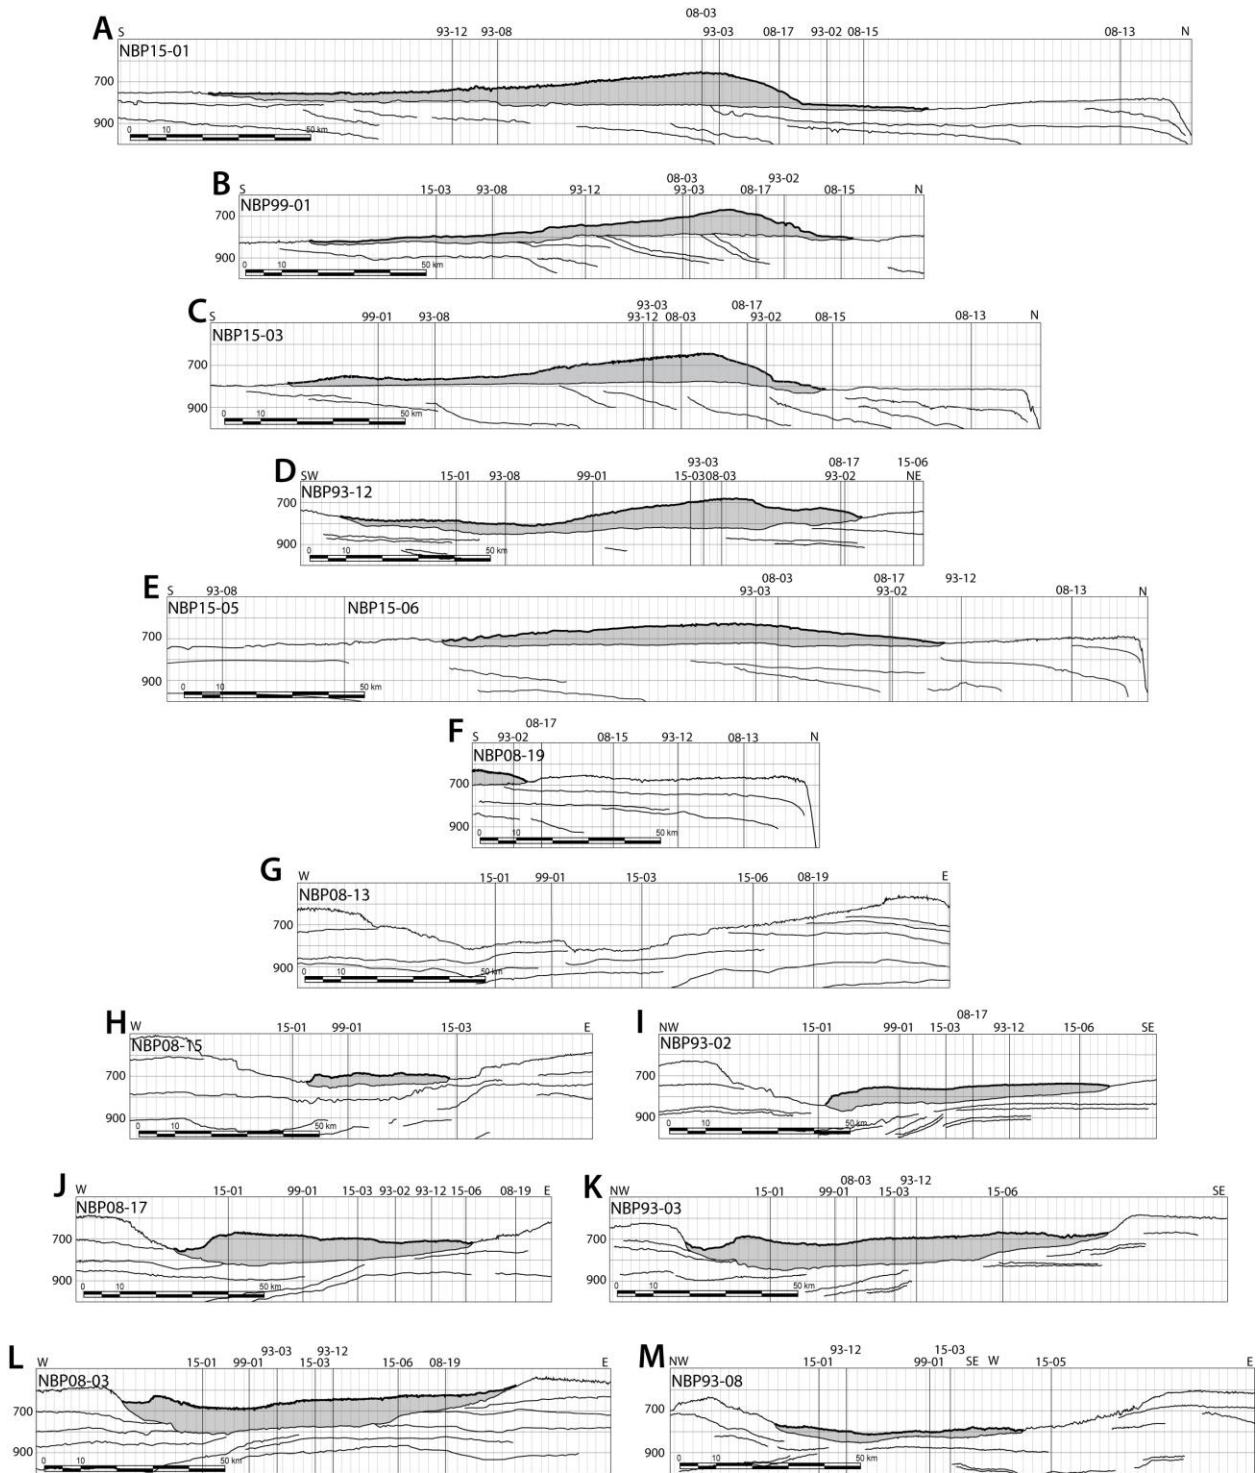 A
08-03
S 93-12 93-08 93-03 08-17 93-02 08-15 08-13 N
NBP15-01
700
900
0 10 50 km
B
08-03 93-02
S 15-03 93-08 93-12 93-03 08-17 08-15 N
NBP99-01
700
900
0 10 50 km
C
93-03 08-17
S 99-01 93-08 93-12 08-03 93-02 08-15 08-13 N
NBP15-03
700
900
0 10 50 km
D
93-03 08-17 15-06
SW 15-01 93-08 99-01 15-03 08-03 93-02 NE
NBP93-12
700
900
0 10 50 km
E
08-03 08-17 93-12
S 93-08 93-03 93-02 08-13 N
NBP15-05 NBP15-06
700
900
0 10 50 km
F
08-17
S 93-02 08-15 93-12 08-13 N
NBP08-19
700
900
0 10 50 km
G
W 15-01 99-01 15-03 15-06 08-19 E
NBP08-13
700
900
0 10 50 km
H
W 15-01 99-01 15-03 E
NBP08-15
700
900
0 10 50 km
I
08-17
NW 15-01 99-01 15-03 93-12 15-06 SE
NBP93-02
700
900
0 10 50 km
J
W 15-01 99-01 15-03 93-02 93-12 15-06 08-19 E
NBP08-17
700
900
0 10 50 km
K
08-03 93-12
NW 15-01 99-01 15-03 15-06 SE
NBP93-03
700
900
0 10 50 km
L
93-03 93-12
W 15-01 99-01 15-03 15-06 08-19 E
NBP08-03
700
900
0 10 50 km
M
93-12 15-03
NW 15-01 99-01 SE W 15-05 E
NBP93-08
700
900
0 10 50 km